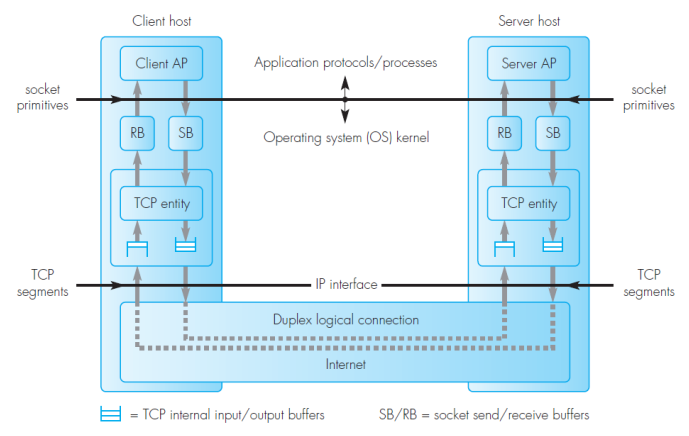 Client host
Server host
Client AP
Application protocols/processes
Server AP
socket
primitives
socket
primitives
RB
SB
Operating system (OS) kernel
RB
SB
TCP entity
TCP entity
TCP
segments
IP interface
TCP
segments
Duplex logical connection
Internet
= TCP internal input/output buffers
SB/RB = socket send/receive buffers